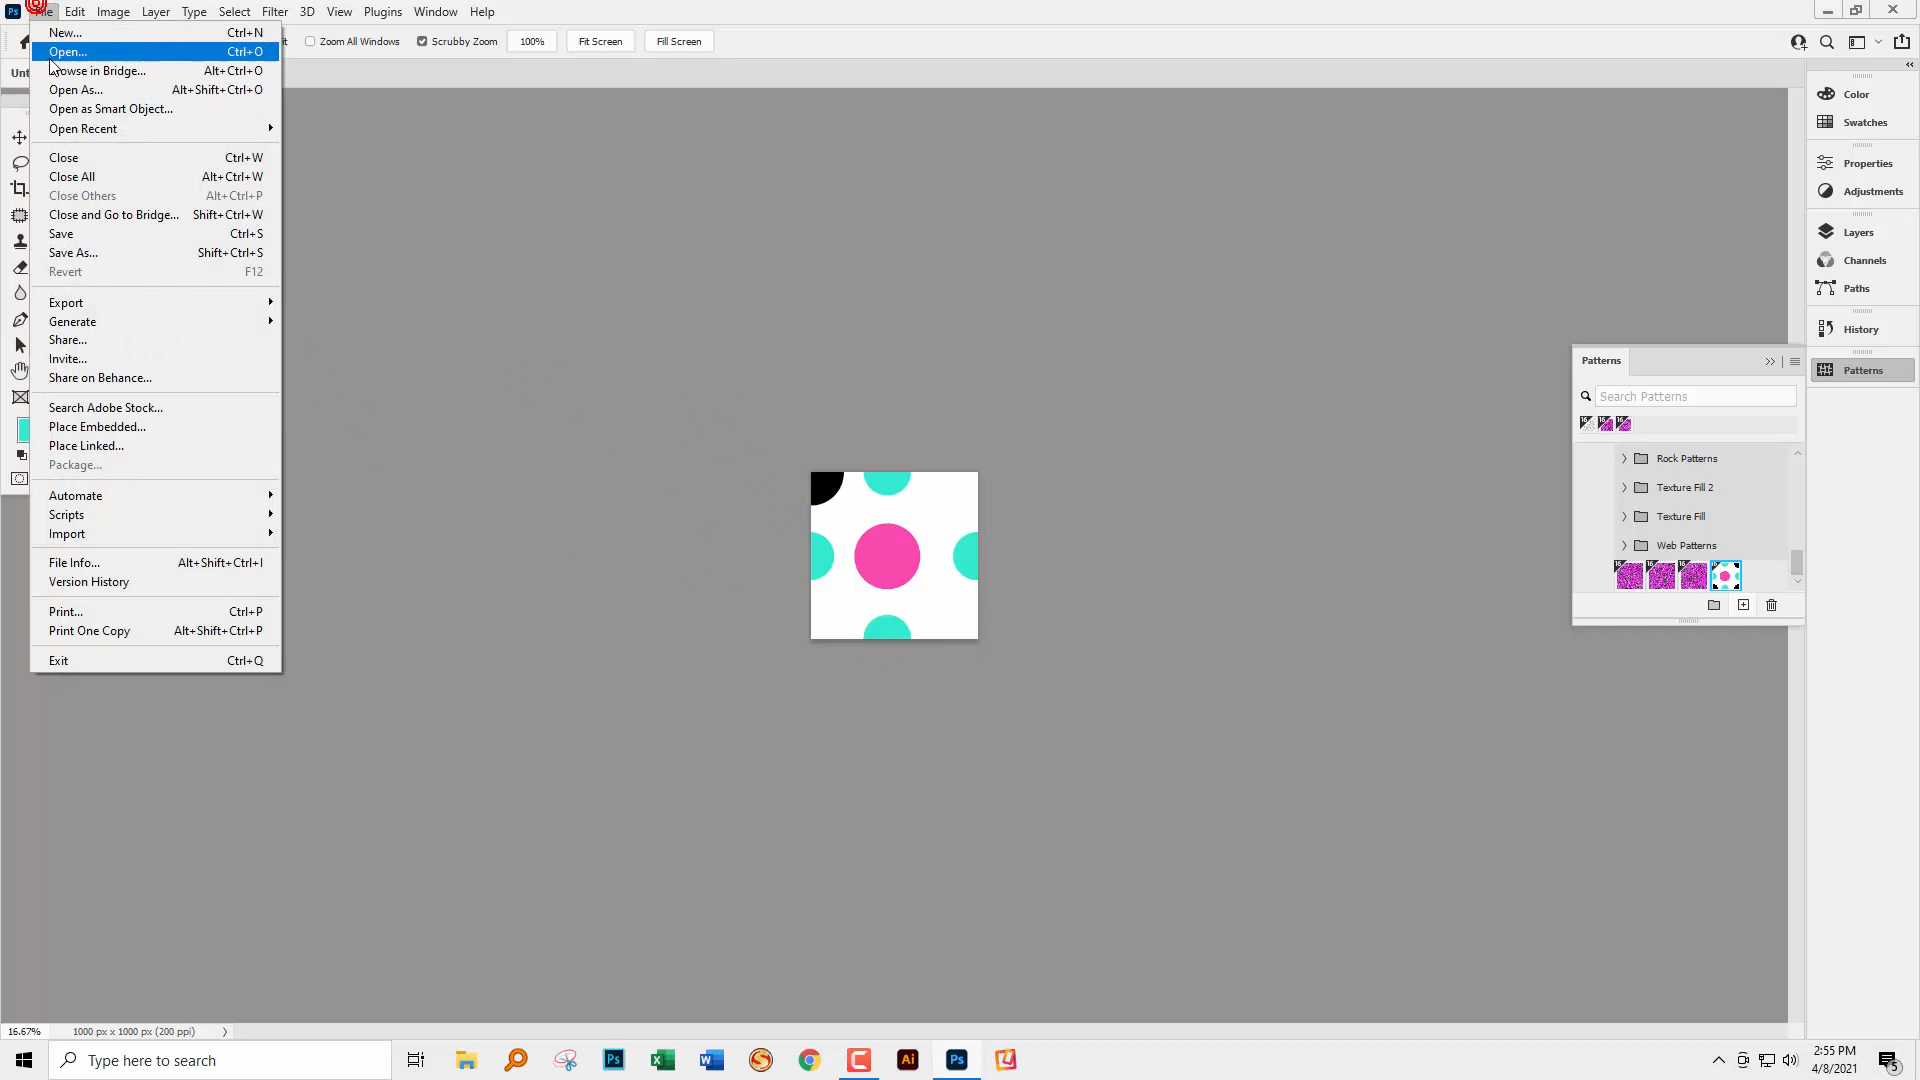 Ps File Edit Image Layer Type Select Filter 3D View Plugins Window Help
Zoom All Windows Scrubby Zoom 100% Fit Screen Fill Screen
New... Ctrl+N
Open... Ctrl+O
Browse in Bridge... Alt+Ctrl+O
Open As... Alt+Shift+Ctrl+O
Open as Smart Object...
Open Recent
Close Ctrl+W
Close All Alt+Ctrl+W
Close Others Alt+Ctrl+P
Close and Go to Bridge... Shift+Ctrl+W
Save Ctrl+S
Save As... Shift+Ctrl+S
Revert F12
Export
Generate
Share...
Invite...
Share on Behance...
Search Adobe Stock...
Place Embedded...
Place Linked...
Package...
Automate
Scripts
Import
File Info... Alt+Shift+Ctrl+I
Version History
Print... Ctrl+P
Print One Copy Alt+Shift+Ctrl+P
Exit Ctrl+Q
Color
Swatches
Properties
Adjustments
Layers
Channels
Paths
History
Patterns
Patterns
Search Patterns
Rock Patterns
Texture Fill 2
Texture Fill
Web Patterns
16.67% 1000 px x 1000 px (200 ppi)
Type here to search
Ps
Ai
Ps
2:55 PM
4/8/2021
5